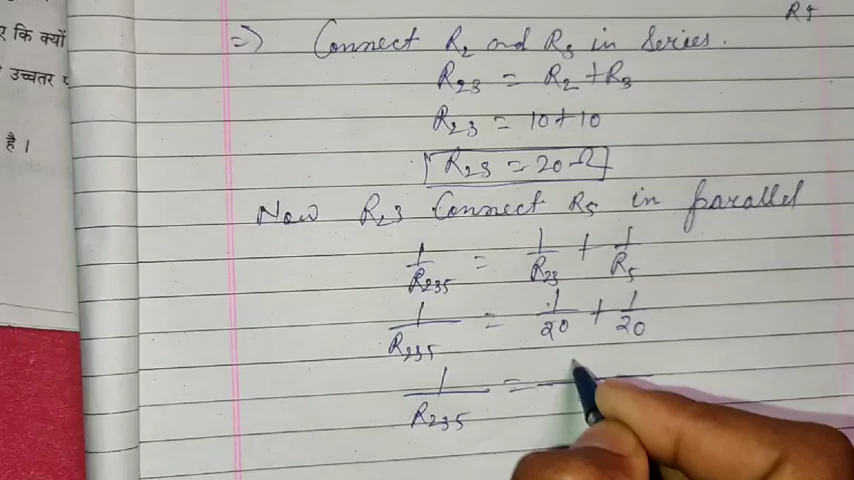 R5
र कि क्यों
उच्चतर प
है।
=> Connect R2 and R3 in Series.
R23 = R2 + R3
R23 = 10 + 10
R23 = 20 Ω
Now R23 Connect R5 in parallel
1/R235 = 1/R23 + 1/R5
1/R235 = 1/20 + 1/20
1/R235 =